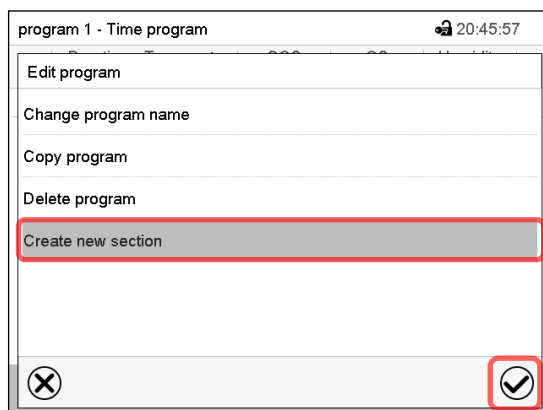 program 1 - Time program 20:45:57
Edit program
Change program name
Copy program
Delete program
Create new section